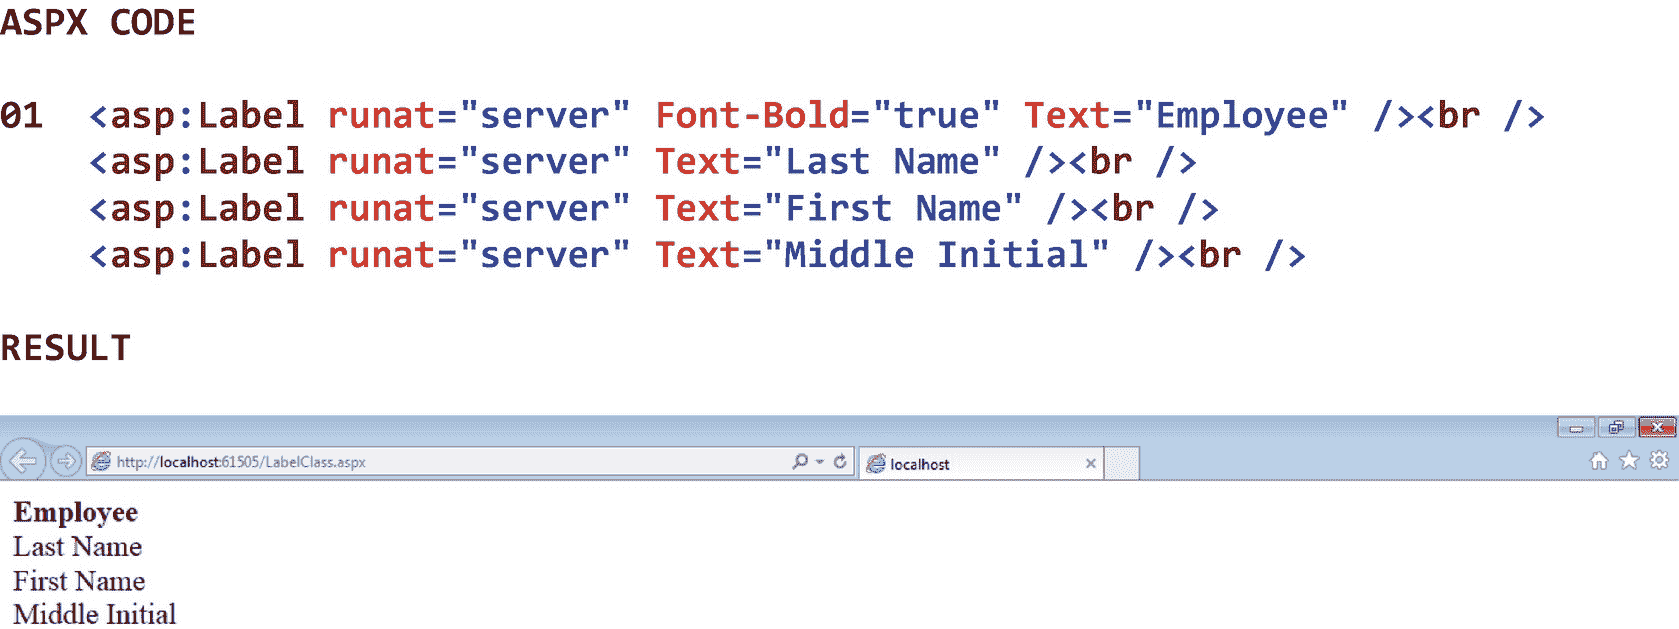 ASPX CODE
01 <asp:Label runat="server" Font-Bold="true" Text="Employee" /><br />
<asp:Label runat="server" Text="Last Name" /><br />
<asp:Label runat="server" Text="First Name" /><br />
<asp:Label runat="server" Text="Middle Initial" /><br />
RESULT
http://localhost:61505/LabelClass.aspx
localhost
Employee
Last Name
First Name
Middle Initial